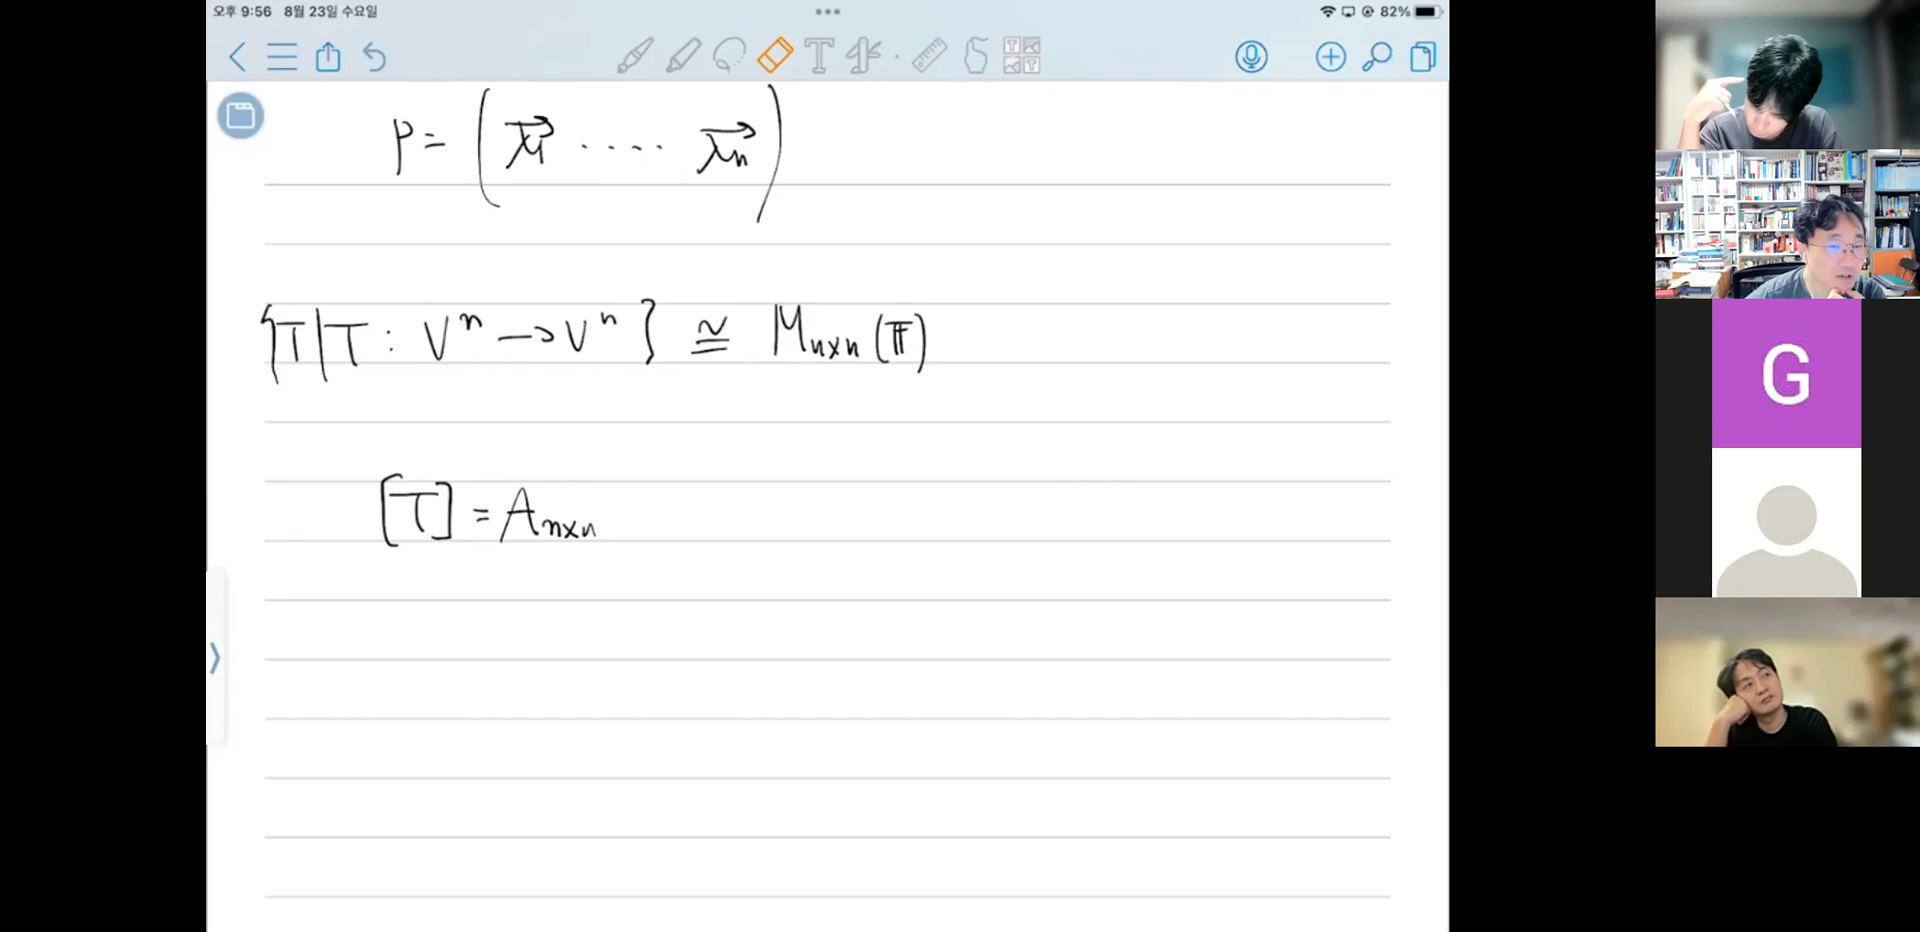 오후 9:56 8월 23일 수요일
82%
P = ( x⃗₁ ..... x⃗ₙ )
{T | T : Vⁿ → Vⁿ } ≅ Mₙₓₙ (𝔽)
[T] = Aₙₓₙ
G